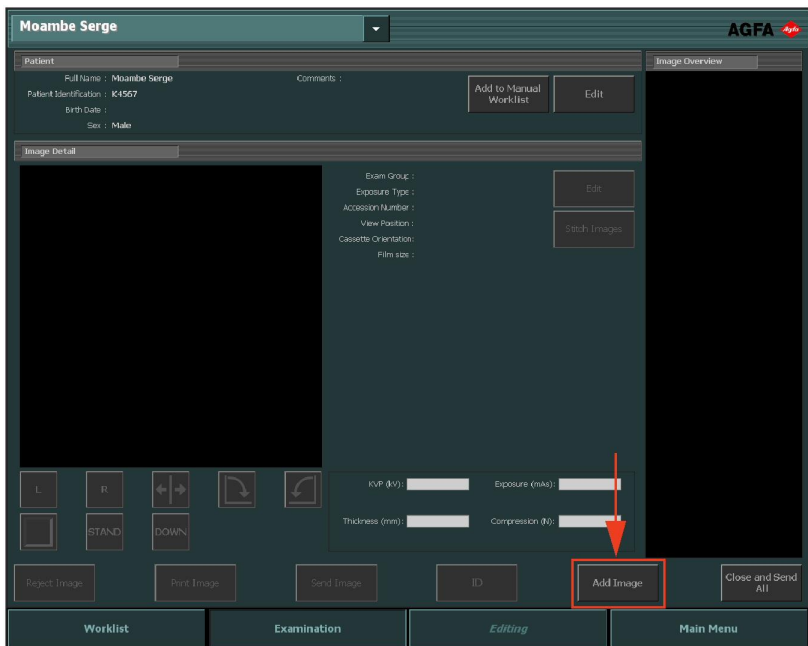 Moambe Serge
AGFA
Agfa
Patient
Full Name : Moambe Serge
Comments :
Patient Identification : K4567
Birth Date :
Sex : Male
Add to Manual
Worklist
Edit
Image Overview
Image Detail
Exam Group :
Exposure Type :
Accession Number :
View Position :
Cassette Orientation:
Film size :
Edit
Stitch Images
L
R
STAND
DOWN
KVP (kV):
Exposure (mAs):
Thickness (mm):
Compression (N):
Reject Image
Print Image
Send Image
ID
Add Image
Close and Send
All
Worklist
Examination
Editing
Main Menu